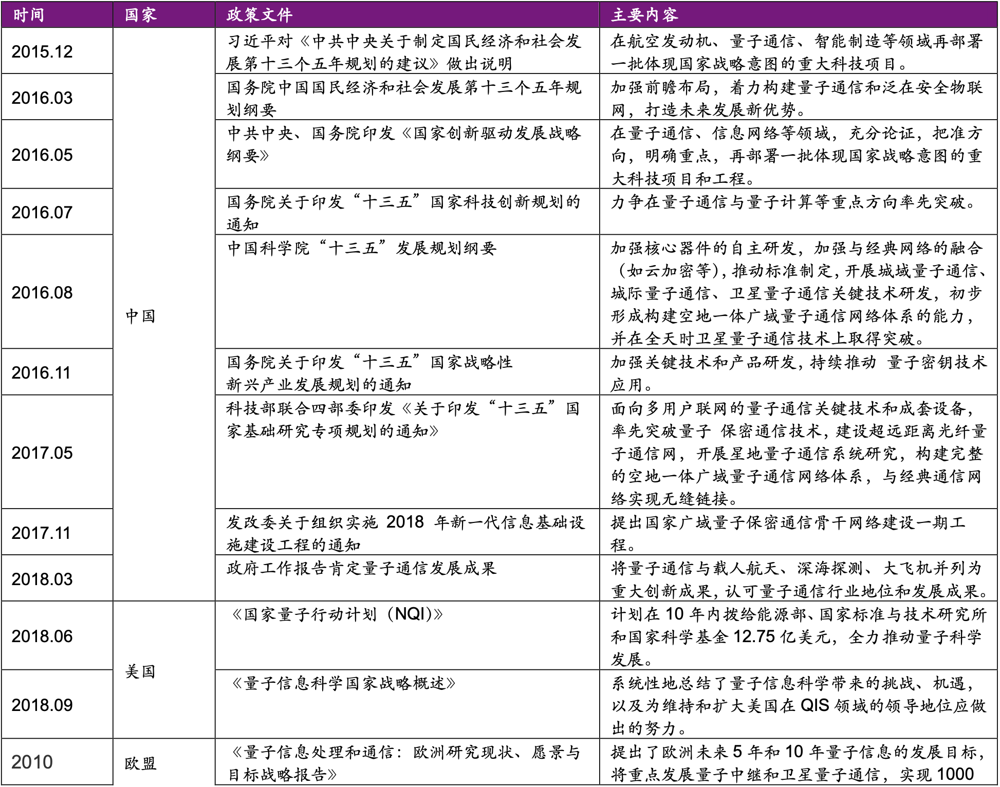 时间 国家 政策文件 主要内容
2015.12
中国
习近平对《中共中央关于制定国民经济和社会发
展第十三个五年规划的建议》做出说明
在航空发动机、量子通信、智能制造等领域再部署
一批体现国家战略意图的重大科技项目。
2016.03
国务院中国国民经济和社会发展第十三个五年规
划纲要
加强前瞻布局，着力构建量子通信和泛在安全物联
网，打造未来发展新优势。
2016.05
中共中央、国务院印发《国家创新驱动发展战略
纲要》
在量子通信、信息网络等领域，充分论证，把准方
向，明确重点，再部署一批体现国家战略意图的重
大科技项目和工程。
2016.07
国务院关于印发“十三五”国家科技创新规划的
通知
力争在量子通信与量子计算等重点方向率先突破。
2016.08
中国科学院“十三五”发展规划纲要
加强核心器件的自主研发，加强与经典网络的融合
（如云加密等），推动标准制定，开展城域量子通信、
城际量子通信、卫星量子通信关键技术研发，初步
形成构建空地一体广域量子通信网络体系的能力，
并在全天时卫星量子通信技术上取得突破。
2016.11
国务院关于印发“十三五”国家战略性
新兴产业发展规划的通知
加强关键技术和产品研发，持续推动 量子密钥技术
应用。
2017.05
科技部联合四部委印发《关于印发“十三五”国
家基础研究专项规划的通知》
面向多用户联网的量子通信关键技术和成套设备，
率先突破量子 保密通信技术，建设超远距离光纤量
子通信网，开展星地量子通信系统研究，构建完整
的空地一体广域量子通信网络体系，与经典通信网
络实现无缝链接。
2017.11
发改委关于组织实施 2018 年新一代信息基础设
施建设工程的通知
提出国家广域量子保密通信骨干网络建设一期工
程。
2018.03
政府工作报告肯定量子通信发展成果
将量子通信与载人航天、深海探测、大飞机并列为
重大创新成果，认可量子通信行业地位和发展成果。
2018.06
美国
《国家量子行动计划（NQI）》
计划在 10 年内拨给能源部、国家标准与技术研究所
和国家科学基金 12.75 亿美元，全力推动量子科学
发展。
2018.09
《量子信息科学国家战略概述》
系统性地总结了量子信息科学带来的挑战、机遇，
以及为维持和扩大美国在 QIS 领域的领导地位应做
出的努力。
2010
欧盟
《量子信息处理和通信：欧洲研究现状、愿景与
目标战略报告》
提出了欧洲未来 5 年和 10 年量子信息的发展目标，
将重点发展量子中继和卫星量子通信，实现 1000